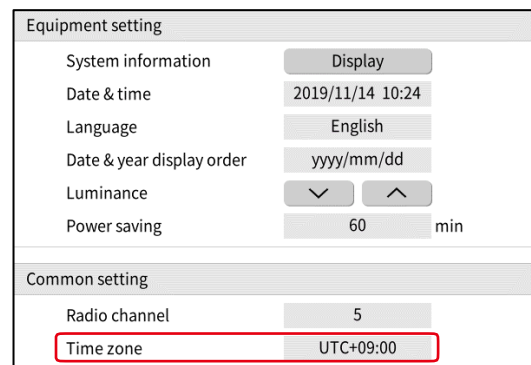 Equipment setting
System information Display
Date & time 2019/11/14 10:24
Language English
Date & year display order yyyy/mm/dd
Luminance
Power saving 60 min
Common setting
Radio channel 5
Time zone UTC+09:00